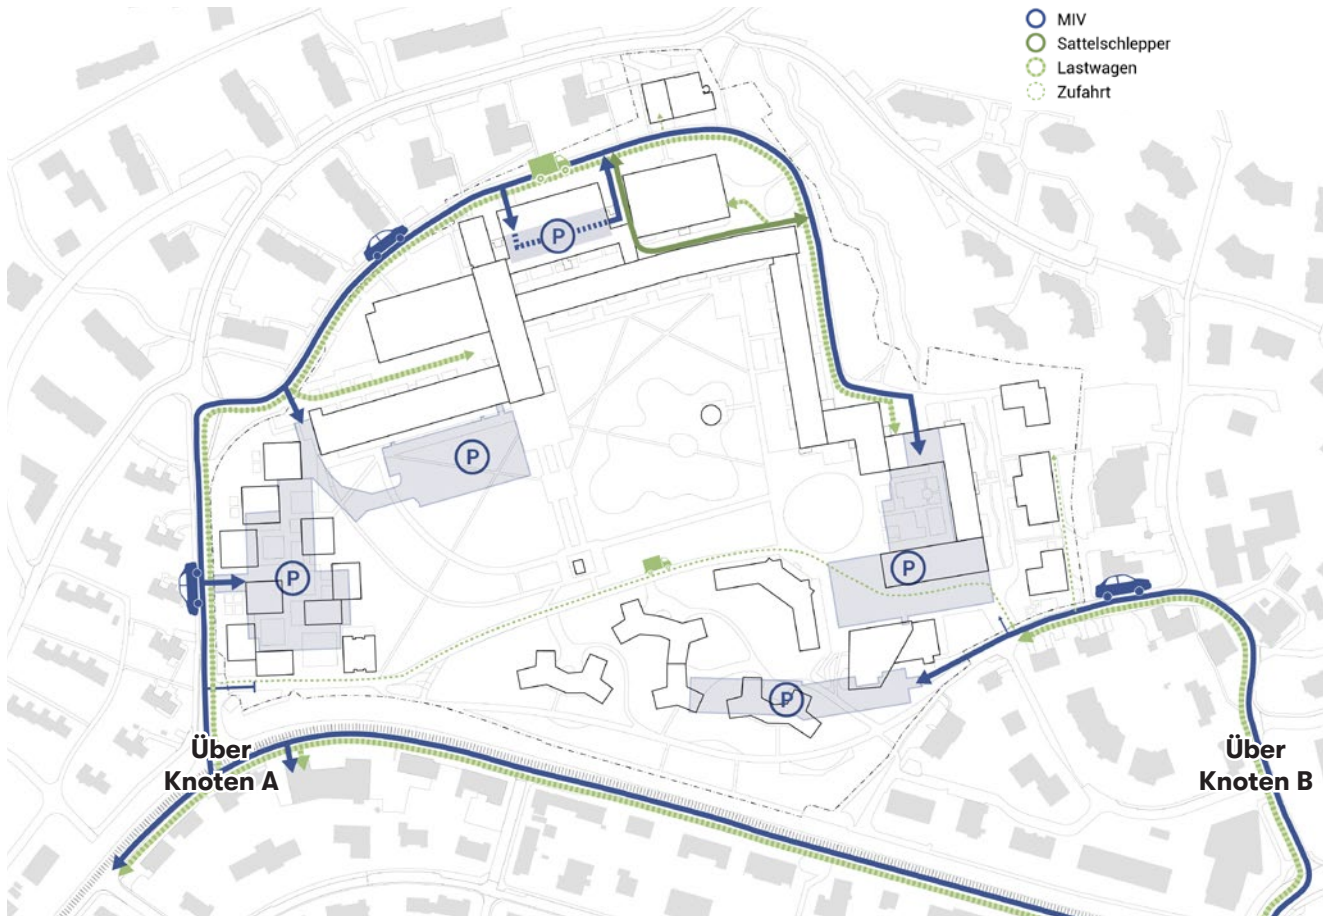 MIV
Sattelschlepper
Lastwagen
Zufahrt
P
P
P
P
P
Über
Knoten A
Über
Knoten B